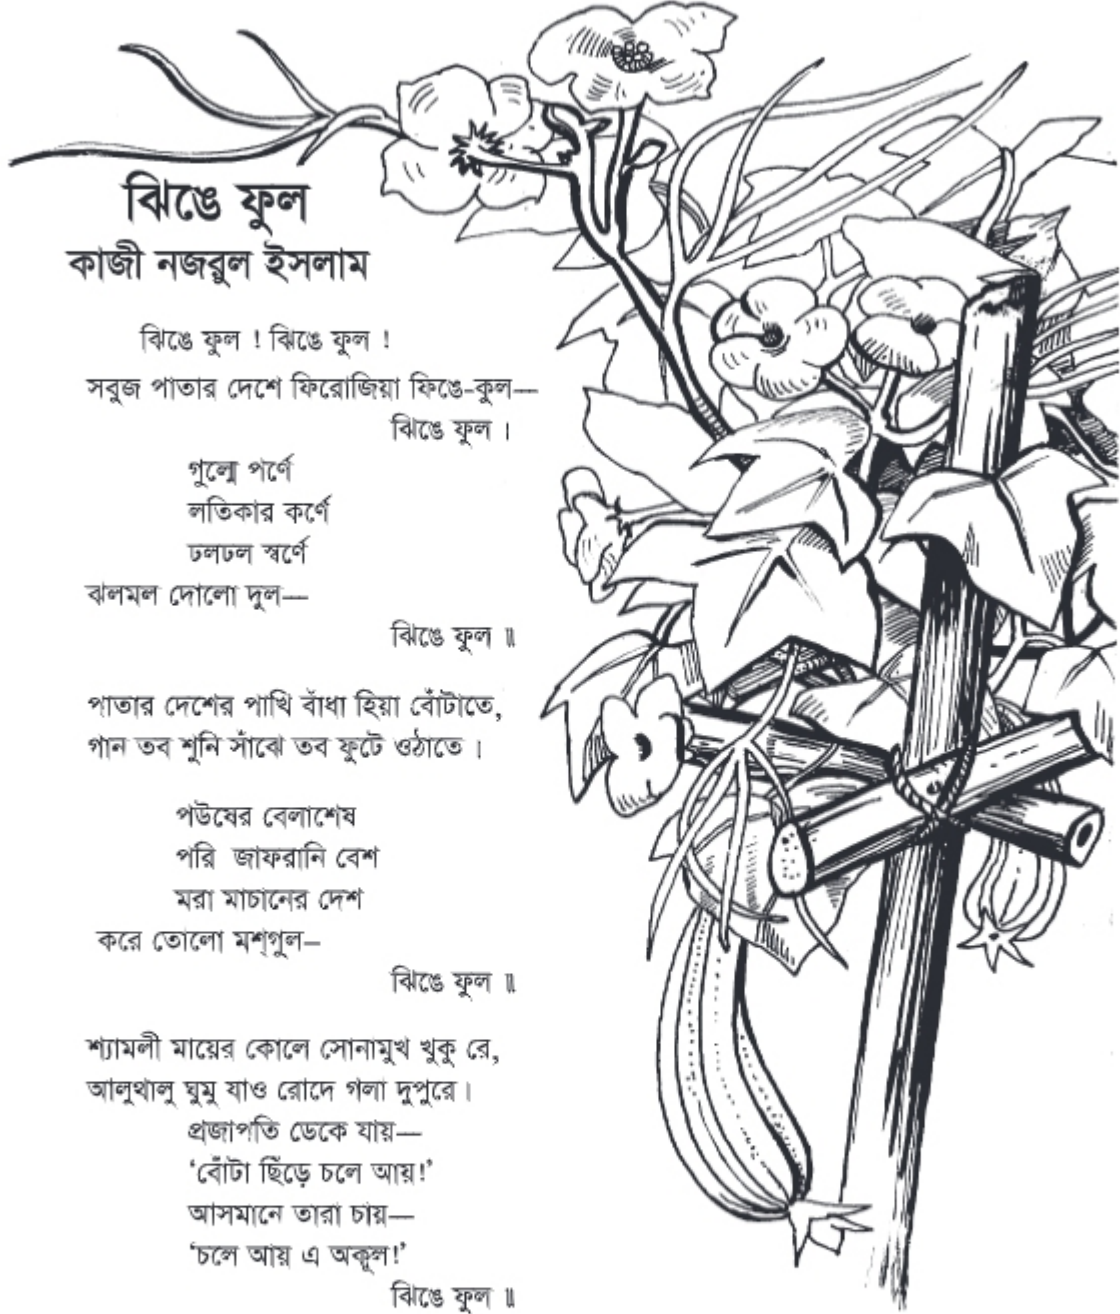 ঝিঙে ফুল
কাজী নজরুল ইসলাম
ঝিঙে ফুল ! ঝিঙে ফুল !
সবুজ পাতার দেশে ফিরোজিয়া ফিঙে-কুল—
ঝিঙে ফুল ।
গুল্মে পর্ণে
লতিকার কর্ণে
ঢলঢল স্বর্ণে
ঝলমল দোলো দুল—
ঝিঙে ফুল ॥
পাতার দেশের পাখি বাঁধা হিয়া বোঁটাতে,
গান তব শুনি সাঁঝে তব ফুটে ওঠাতে ।
পউষের বেলাশেষ
পরি জাফরানি বেশ
মরা মাচানের দেশ
করে তোলো মশ্‌গুল–
ঝিঙে ফুল ॥
শ্যামলী মায়ের কোলে সোনামুখ খুকু রে,
আলুথালু ঘুমু যাও রোদে গলা দুপুরে।
প্রজাপতি ডেকে যায়—
‘বোঁটা ছিঁড়ে চলে আয়!’
আসমানে তারা চায়—
‘চলে আয় এ অকূল!’
ঝিঙে ফুল ॥